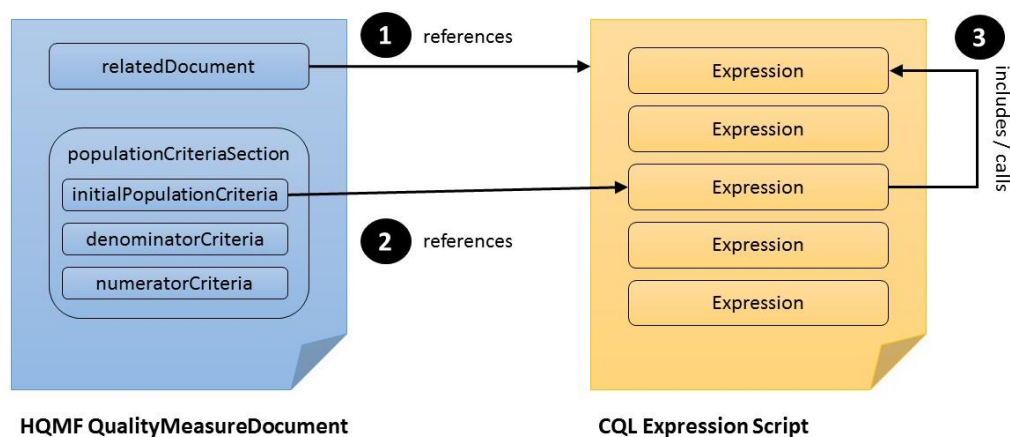 1 references
3
relatedDocument
Expression
includes / calls
Expression
populationCriteriaSection
initialPopulationCriteria
Expression
denominatorCriteria
2 references
Expression
numeratorCriteria
Expression
HQMF QualityMeasureDocument
CQL Expression Script